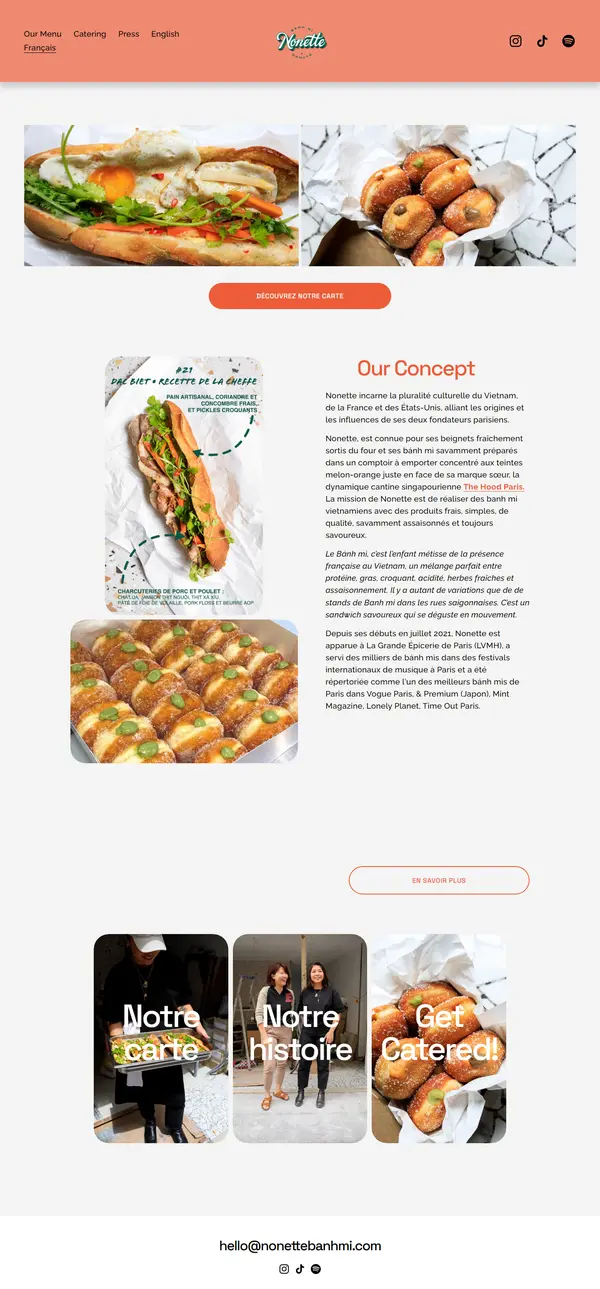 Our Menu
Catering
Press
English
Français
Nonette
DÉCOUVREZ NOTRE CARTE
#21
DAC BIET • RECETTE DE LA CHEFFE
PAIN ARTISANAL, CORIANDRE ET
CONCOMBRE FRAIS,
ET PICKLES CROQUANTS
CHARCUTERIES DE PORC ET POULET :
Our Concept
Nonette incarne la pluralité culturelle du Vietnam,
de la France et des États-Unis, alliant les origines et
les influences de ses deux fondateurs parisiens.
Nonette, est connue pour ses beignets fraîchement
sortis du four et ses bánh mi savamment préparés
dans un comptoir à emporter concentré aux teintes
melon-orange juste en face de sa marque sœur, la
dynamique cantine singapourienne The Hood Paris.
La mission de Nonette est de réaliser des banh mi
vietnamiens avec des produits frais, simples, de
qualité, savamment assaisonnés et toujours
savoureux.
Le Bánh mi, c'est l'enfant métisse de la présence
française au Vietnam, un mélange parfait entre
protéine, gras, croquant, acidité, herbes fraîches et
assaisonnement. Il y a autant de variations que de de
stands de Banh mi dans les rues saigonnaises. C'est un
sandwich savoureux qui se déguste en mouvement.
Depuis ses débuts en juillet 2021, Nonette est
apparue à La Grande Épicerie de Paris (LVMH), a
servi des milliers de bánh mis dans des festivals
internationaux de musique à Paris et a été
répertoriée comme l'un des meilleurs bánh mis de
Paris dans Vogue Paris, & Premium (Japon), Mint
Magazine, Lonely Planet, Time Out Paris.
EN SAVOIR PLUS
Notre
carte
Notre
histoire
Get
Catered!
hello@nonettebanhmi.com